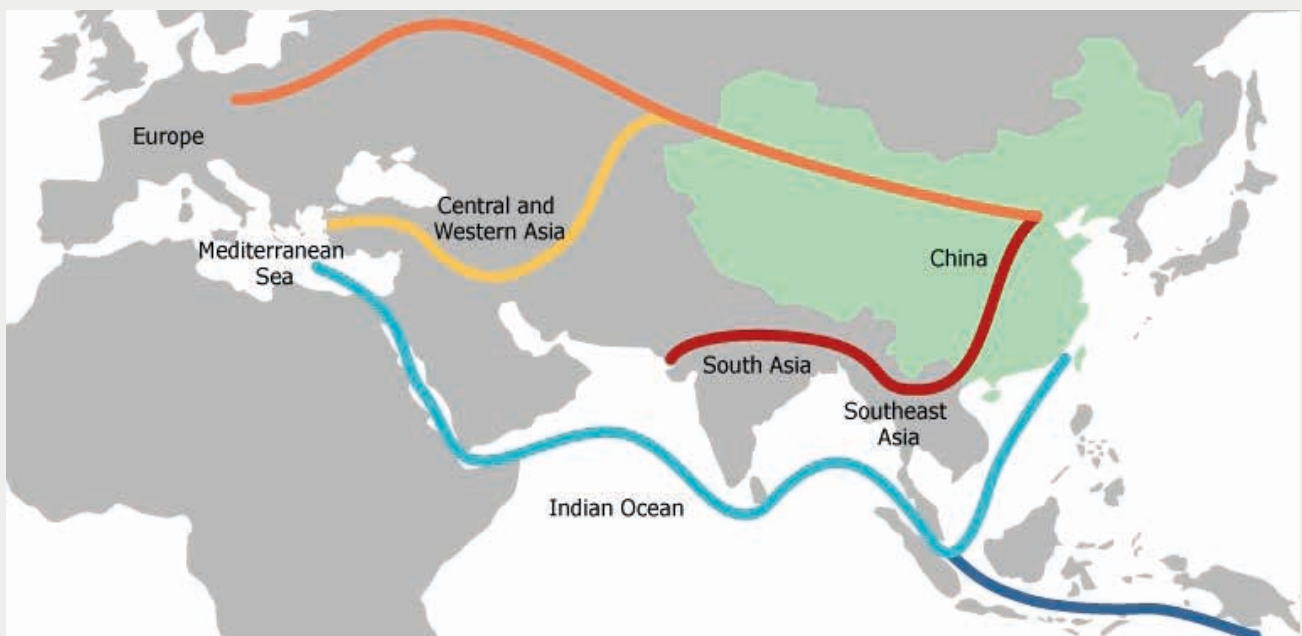 Europe
Central and
Western Asia
Mediterranean
Sea
China
South Asia
Southeast
Asia
Indian Ocean